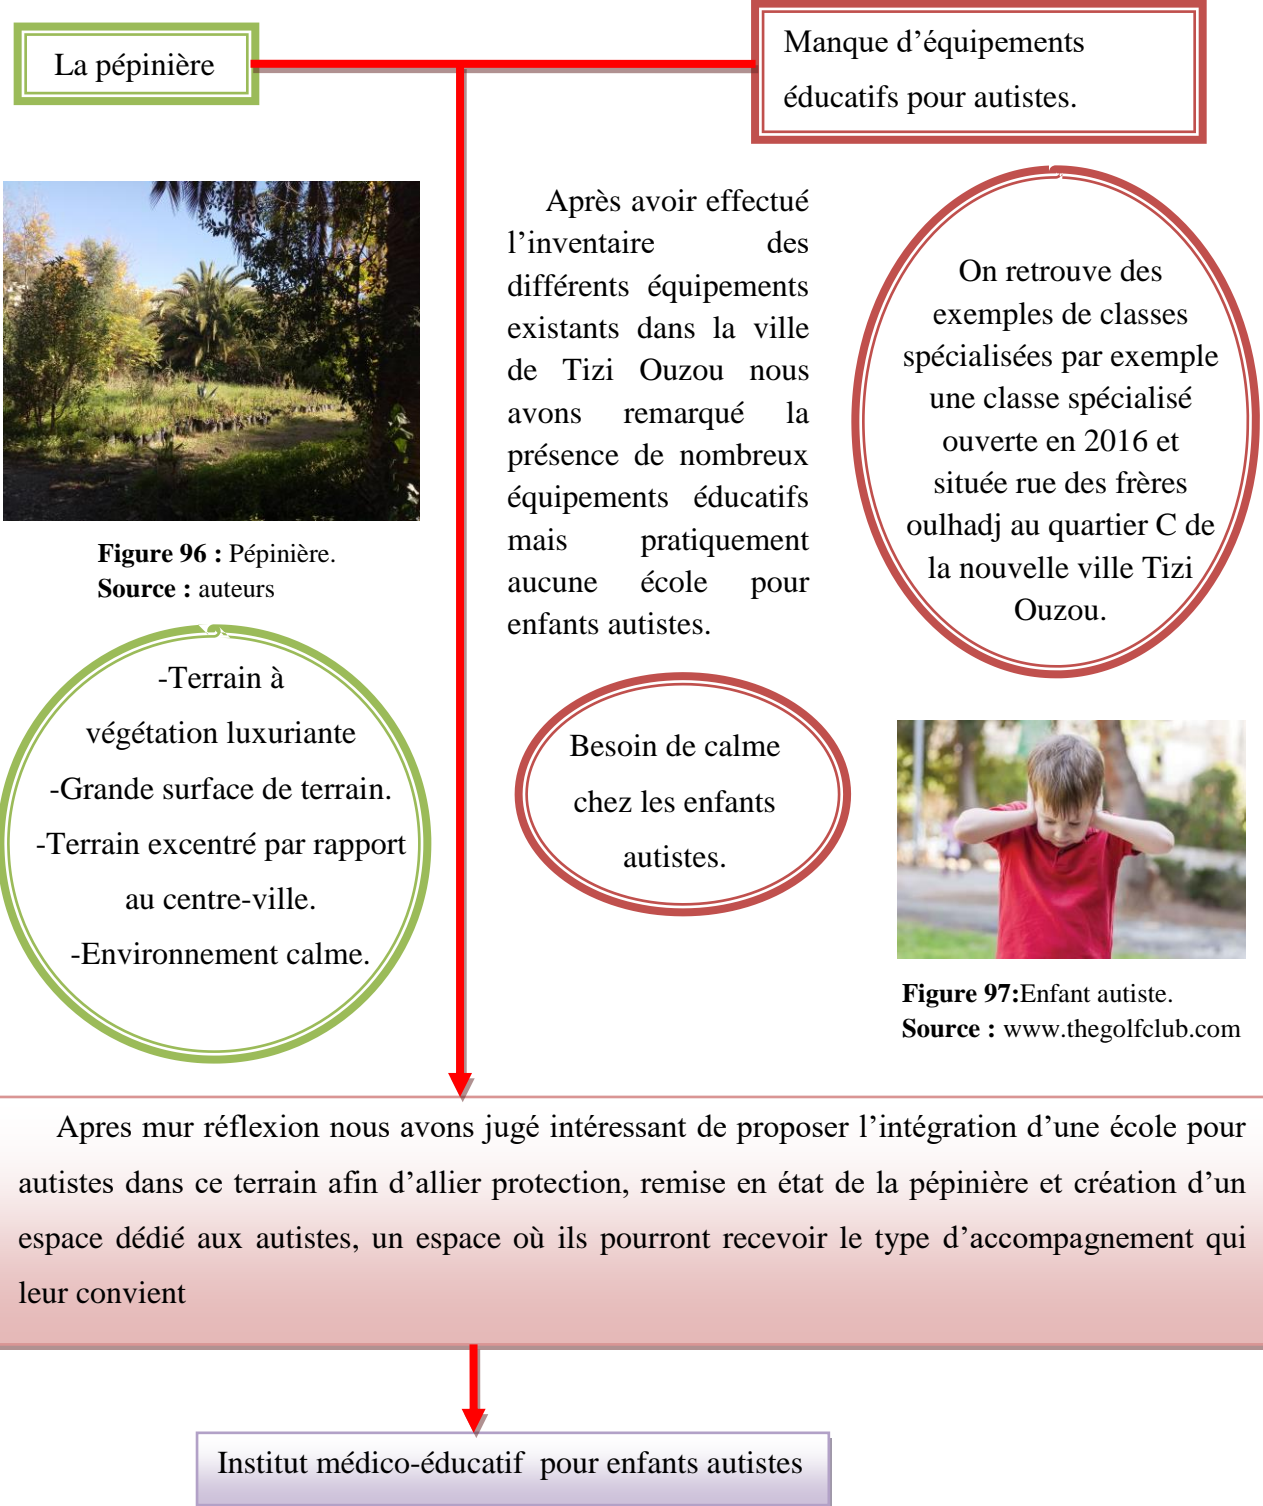 La pépinière
Manque d’équipements
éducatifs pour autistes.
Après avoir effectué
l’inventaire des
différents équipements
existants dans la ville
de Tizi Ouzou nous
avons remarqué la
présence de nombreux
équipements éducatifs
mais pratiquement
aucune école pour
enfants autistes.
On retrouve des
exemples de classes
spécialisées par exemple
une classe spécialisé
ouverte en 2016 et
située rue des frères
oulhadj au quartier C de
la nouvelle ville Tizi
Ouzou.
Figure 96 : Pépinière.
Source : auteurs
-Terrain à
végétation luxuriante
-Grande surface de terrain.
-Terrain excentré par rapport
au centre-ville.
-Environnement calme.
Besoin de calme
chez les enfants
autistes.
Figure 97:Enfant autiste.
Source : www.thegolfclub.com
Apres mur réflexion nous avons jugé intéressant de proposer l’intégration d’une école pour
autistes dans ce terrain afin d’allier protection, remise en état de la pépinière et création d’un
espace dédié aux autistes, un espace où ils pourront recevoir le type d’accompagnement qui
leur convient
Institut médico-éducatif pour enfants autistes